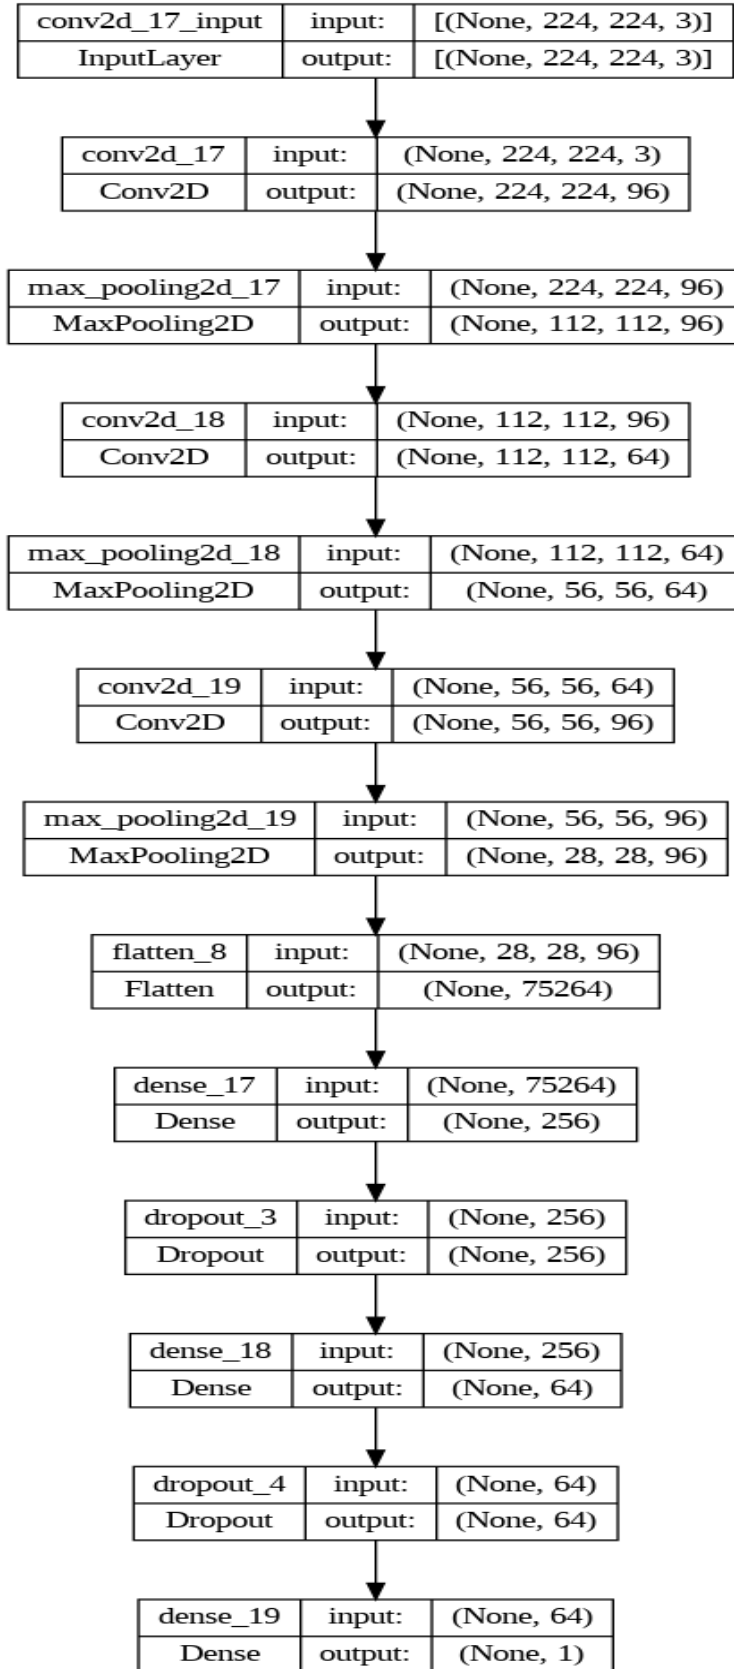 conv2d_17_input input: [(None, 224, 224, 3)]
InputLayer output: [(None, 224, 224, 3)]
conv2d_17 input: (None, 224, 224, 3)
Conv2D output: (None, 224, 224, 96)
max_pooling2d_17 input: (None, 224, 224, 96)
MaxPooling2D output: (None, 112, 112, 96)
conv2d_18 input: (None, 112, 112, 96)
Conv2D output: (None, 112, 112, 64)
max_pooling2d_18 input: (None, 112, 112, 64)
MaxPooling2D output: (None, 56, 56, 64)
conv2d_19 input: (None, 56, 56, 64)
Conv2D output: (None, 56, 56, 96)
max_pooling2d_19 input: (None, 56, 56, 96)
MaxPooling2D output: (None, 28, 28, 96)
flatten_8 input: (None, 28, 28, 96)
Flatten output: (None, 75264)
dense_17 input: (None, 75264)
Dense output: (None, 256)
dropout_3 input: (None, 256)
Dropout output: (None, 256)
dense_18 input: (None, 256)
Dense output: (None, 64)
dropout_4 input: (None, 64)
Dropout output: (None, 64)
dense_19 input: (None, 64)
Dense output: (None, 1)